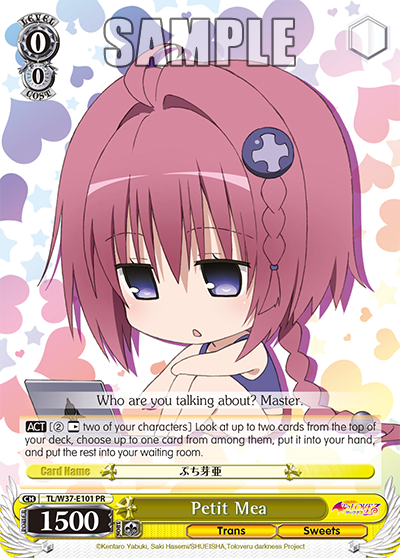 SAMPLE
LEVEL
0
0
COST
Who are you talking about? Master.
ACT [② two of your characters] Look at up to two cards from the top of
your deck, choose up to one card from among them, put it into your hand,
and put the rest into your waiting room.
Card Name
ぷち芽亜
CH TL/W37-E101 PR
Petit Mea
POWER
1500
SOUL
Trans
Sweets
©Kentaro Yabuki, Saki Hasemi/SHUEISHA,Toloveru darkness Project